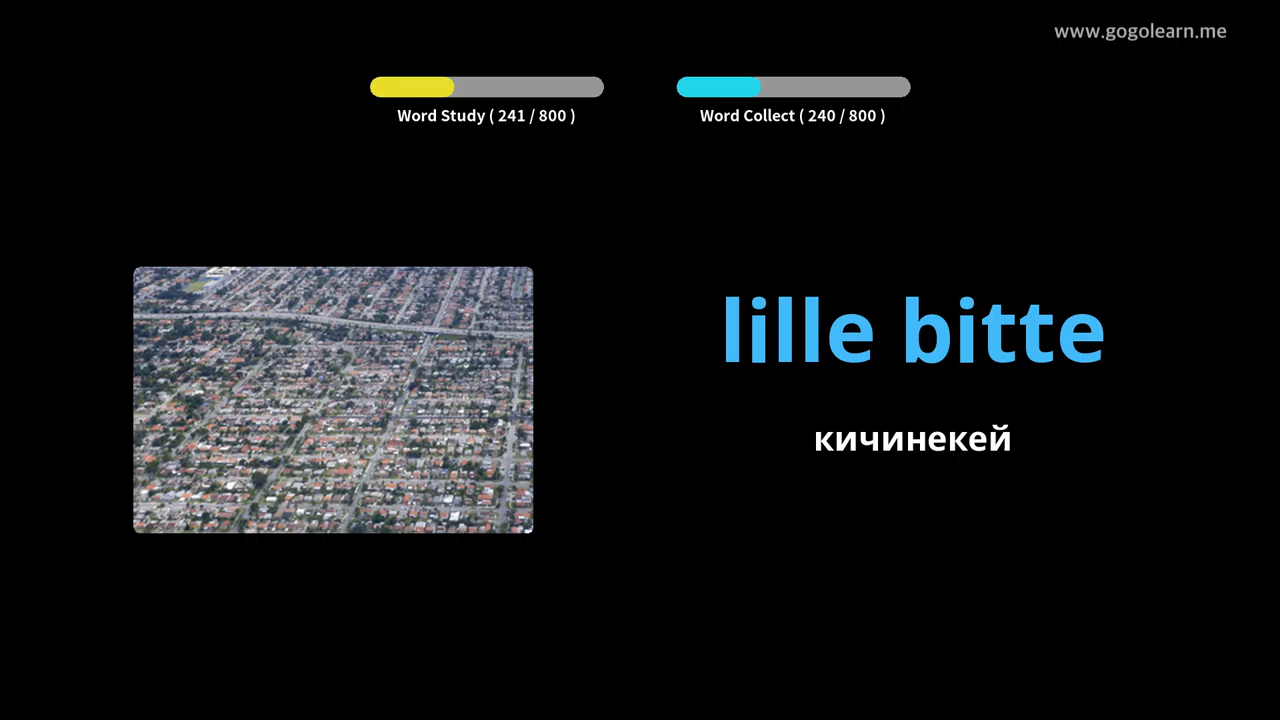 www.gogolearn.me
Word Study ( 241 / 800 )
Word Collect ( 240 / 800 )
lille bitte
кичинекей